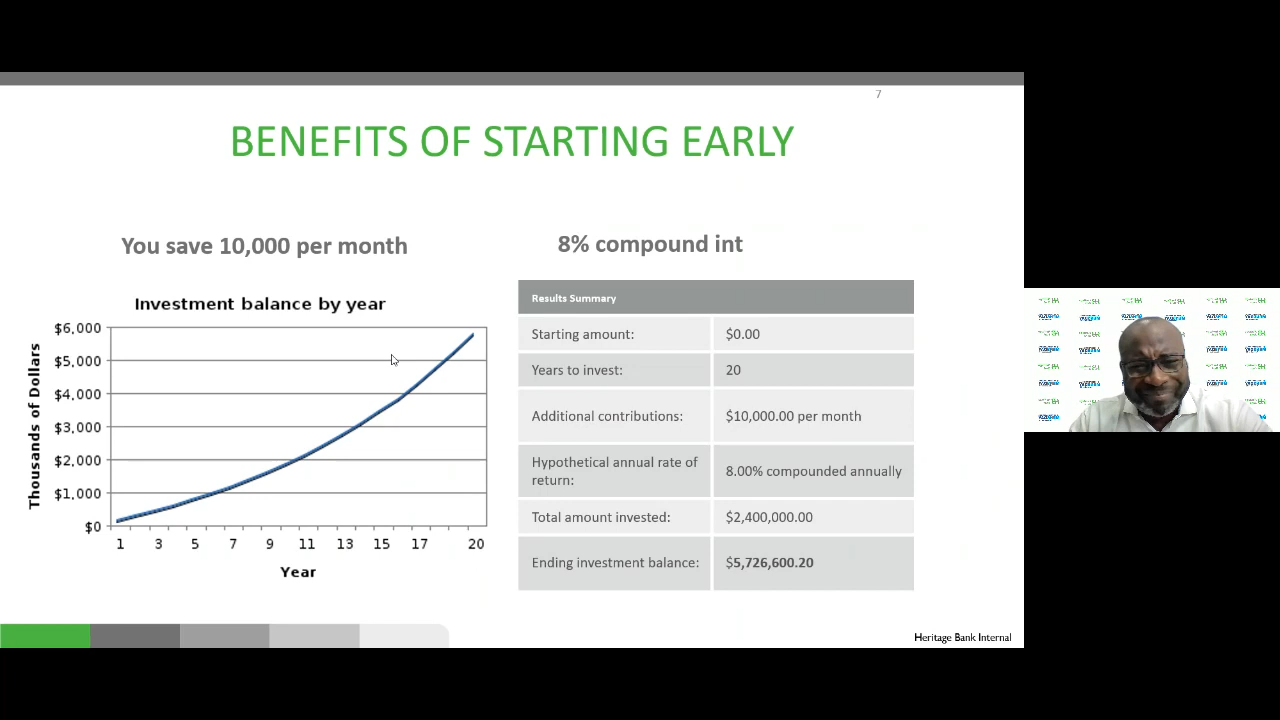 7
BENEFITS OF STARTING EARLY
You save 10,000 per month
8% compound int
Investment balance by year
$6,000
$5,000
$4,000
$3,000
$2,000
$1,000
$0
Thousands of Dollars
1 3 5 7 9 11 13 15 17 20
Year
Results Summary
Starting amount: $0.00
Years to invest: 20
Additional contributions: $10,000.00 per month
Hypothetical annual rate of
return: 8.00% compounded annually
Total amount invested: $2,400,000.00
Ending investment balance: $5,726,600.20
Heritage Bank Internal